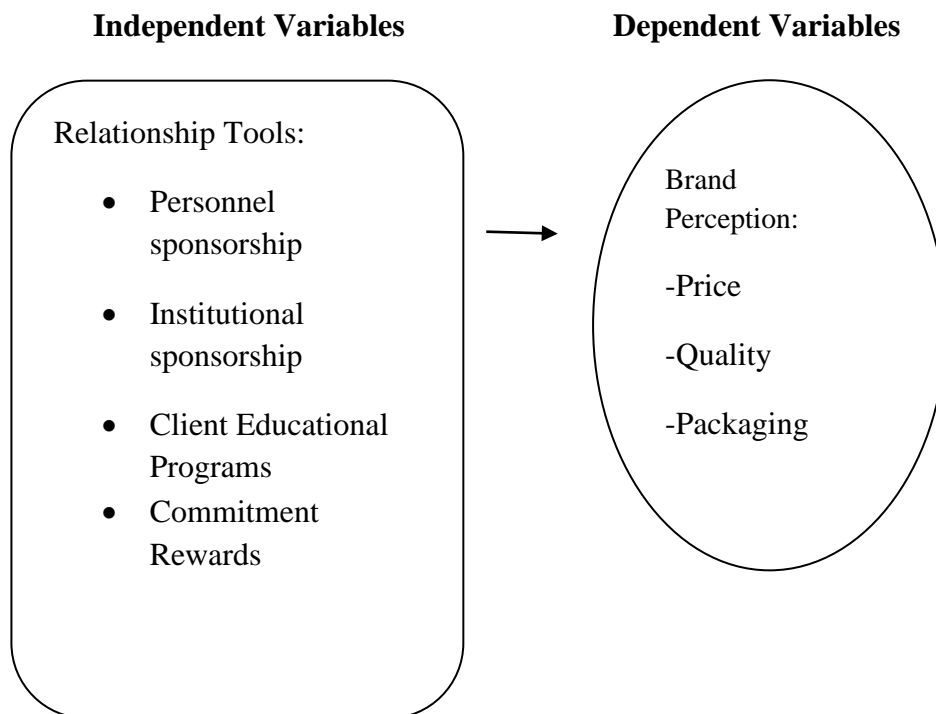 Independent Variables
Dependent Variables
Relationship Tools:
• Personnel
sponsorship
• Institutional
sponsorship
• Client Educational
Programs
• Commitment
Rewards
Brand
Perception:
-Price
-Quality
-Packaging